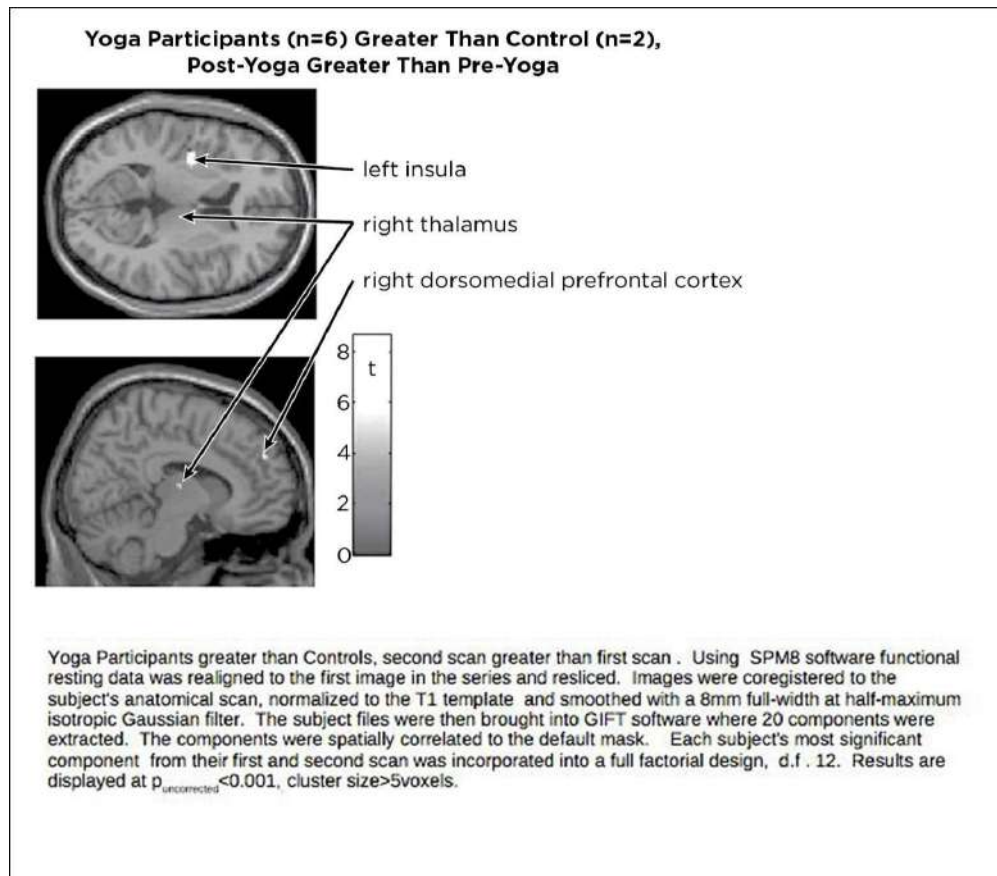 Yoga Participants (n=6) Greater Than Control (n=2),
Post-Yoga Greater Than Pre-Yoga
left insula
right thalamus
right dorsomedial prefrontal cortex
8
t
6
4
2
0
Yoga Participants greater than Controls, second scan greater than first scan . Using SPM8 software functional
resting data was realigned to the first image in the series and resliced. Images were coregistered to the
subject's anatomical scan, normalized to the T1 template and smoothed with a 8mm full-width at half-maximum
isotropic Gaussian filter. The subject files were then brought into GIFT software where 20 components were
extracted. The components were spatially correlated to the default mask. Each subject's most significant
component from their first and second scan was incorporated into a full factorial design, d.f . 12. Results are
displayed at p uncorrected<0.001, cluster size>5voxels.